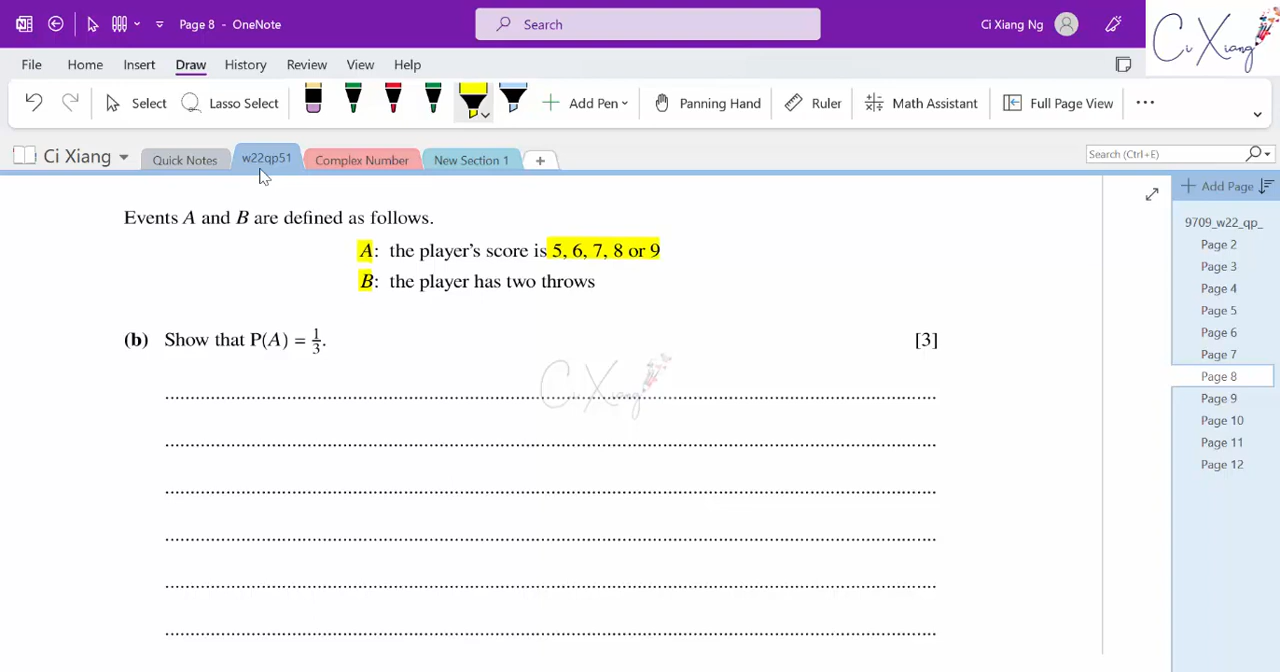 Page 8 - OneNote
Search
Ci Xiang Ng
Ci Xiang
File Home Insert Draw History Review View Help
Select Lasso Select Add Pen Panning Hand Ruler Math Assistant Full Page View
Ci Xiang Quick Notes w22qp51 Complex Number New Section 1 Search (Ctrl+E)
Add Page
9709_w22_qp_
Page 2
Page 3
Page 4
Page 5
Page 6
Page 7
Page 8
Page 9
Page 10
Page 11
Page 12
Events A and B are defined as follows.
A: the player's score is 5, 6, 7, 8 or 9
B: the player has two throws
(b) Show that P(A) = 1/3. [3]
Ci Xiang